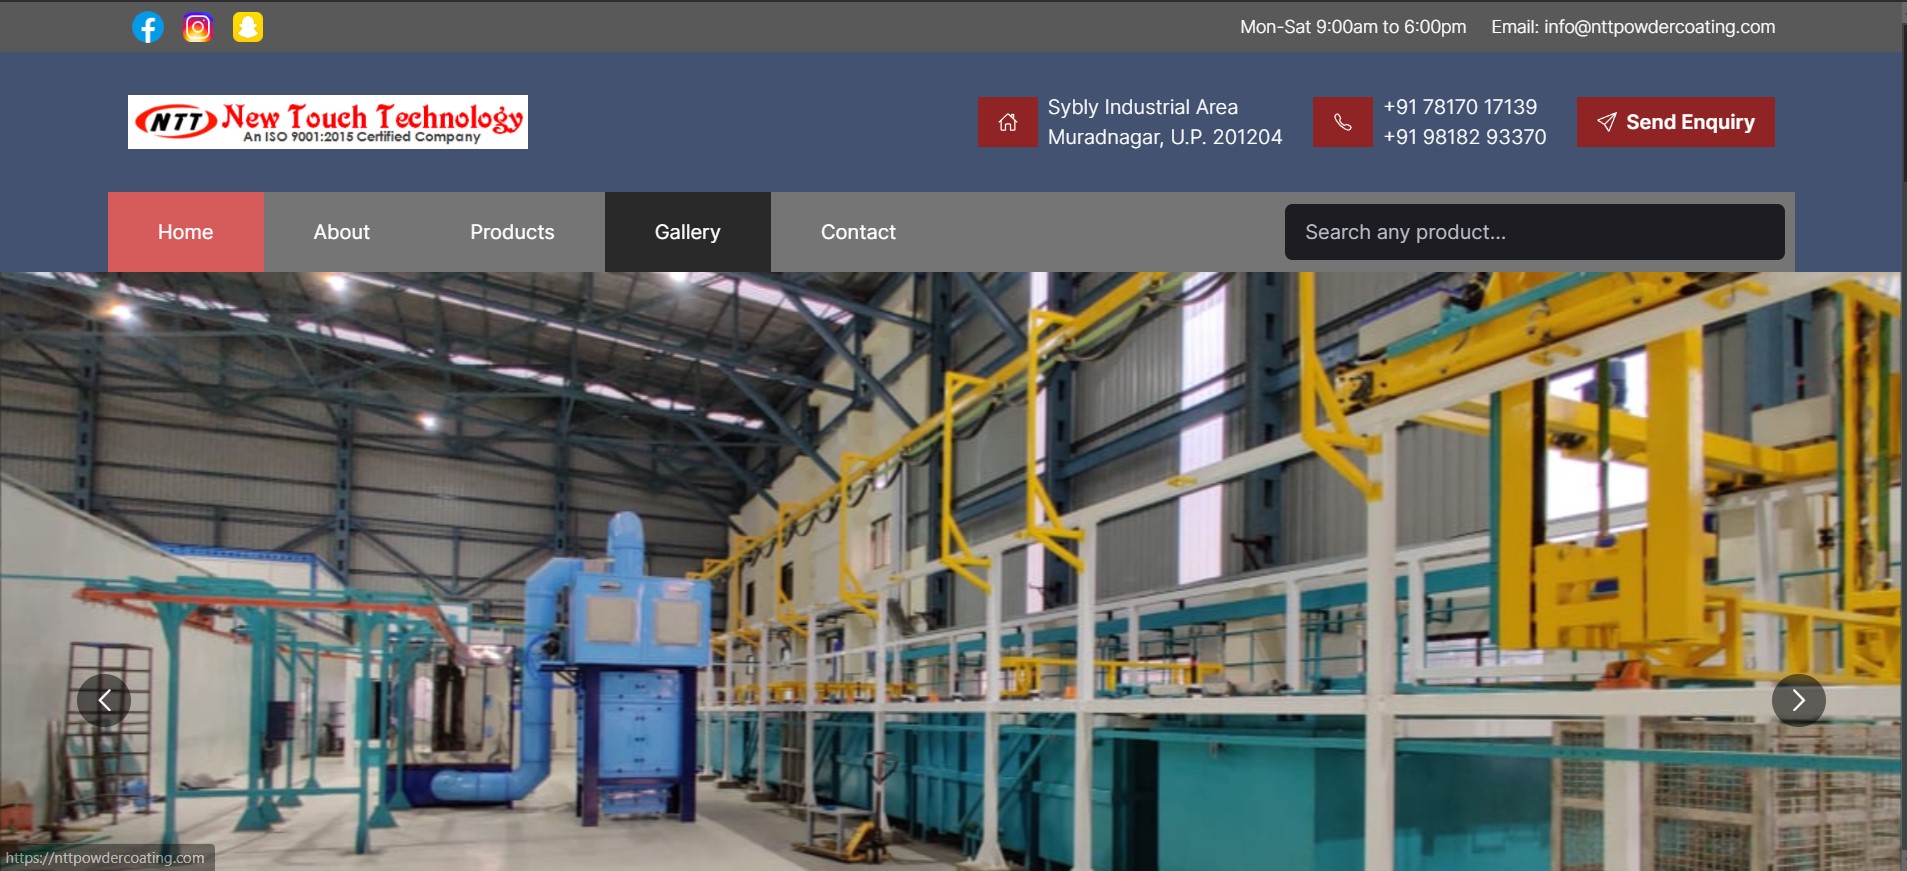 Mon-Sat 9:00am to 6:00pm Email: info@nttpowdercoating.com
NTT New Touch Technology
An ISO 9001:2015 Certified Company
Sybly Industrial Area
Muradnagar, U.P. 201204
+91 78170 17139
+91 98182 93370
Send Enquiry
Home About Products Gallery Contact Search any product...
https://nttpowdercoating.com